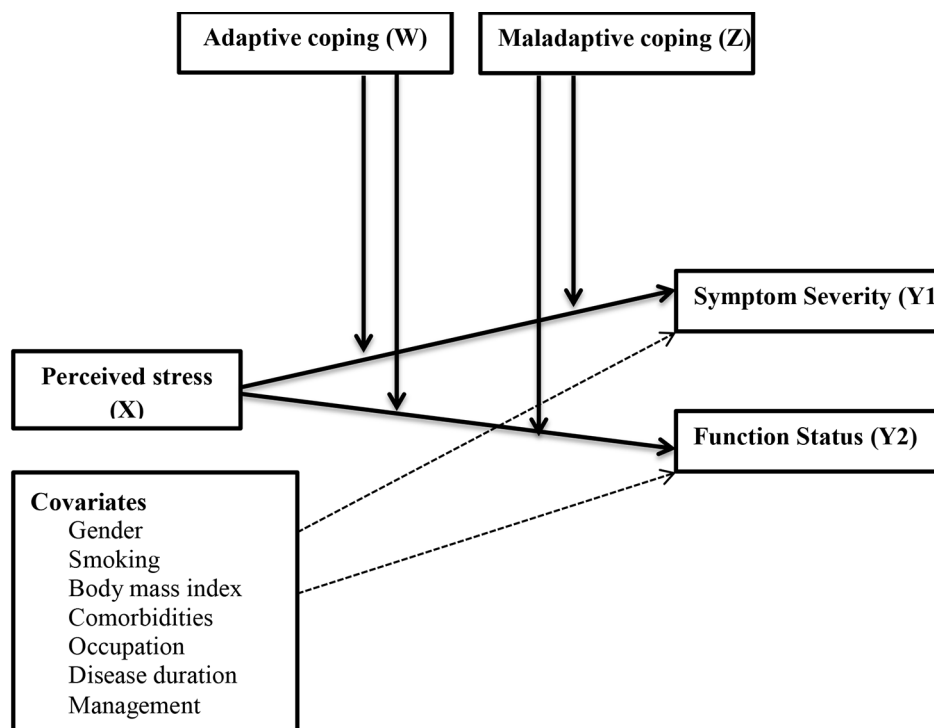 Adaptive coping (W)
Maladaptive coping (Z)
Symptom Severity (Y1
Perceived stress
(X)
Function Status (Y2)
Covariates
Gender
Smoking
Body mass index
Comorbidities
Occupation
Disease duration
Management